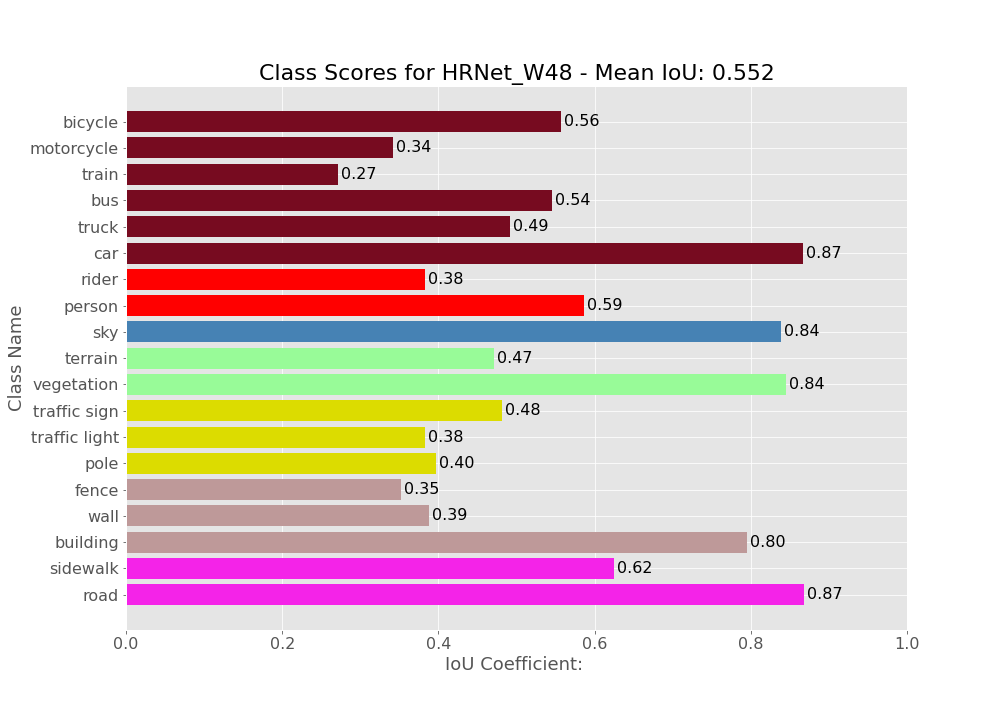 Class Scores for HRNet_W48 - Mean IoU: 0.552
Class Name
bicycle 0.56
motorcycle 0.34
train 0.27
bus 0.54
truck 0.49
car 0.87
rider 0.38
person 0.59
sky 0.84
terrain 0.47
vegetation 0.84
traffic sign 0.48
traffic light 0.38
pole 0.40
fence 0.35
wall 0.39
building 0.80
sidewalk 0.62
road 0.87
0.0 0.2 0.4 0.6 0.8 1.0
IoU Coefficient: